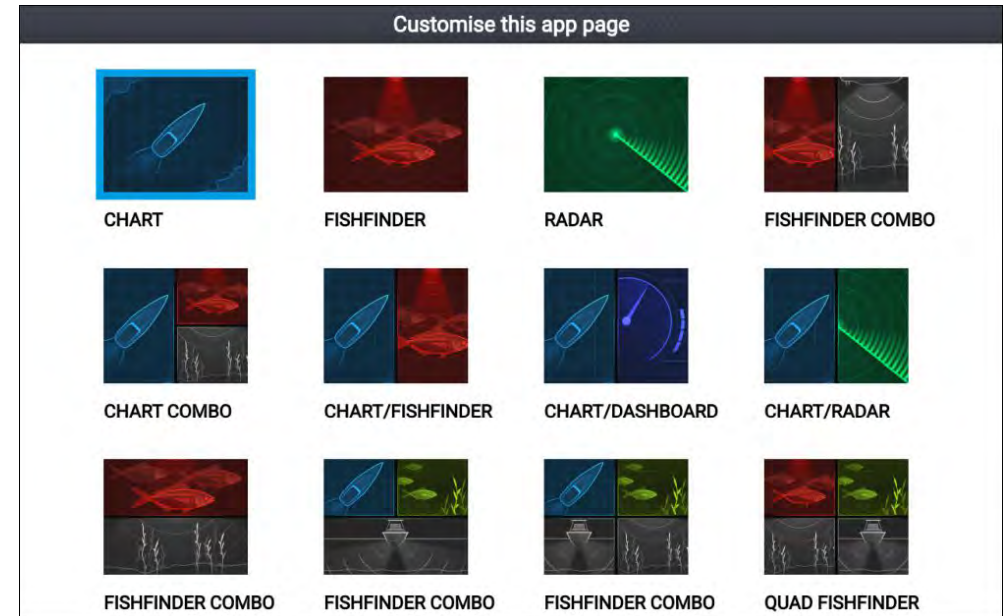 Customise this app page
CHART
FISHFINDER
RADAR
FISHFINDER COMBO
CHART COMBO
CHART/FISHFINDER
CHART/DASHBOARD
CHART/RADAR
FISHFINDER COMBO
FISHFINDER COMBO
FISHFINDER COMBO
QUAD FISHFINDER